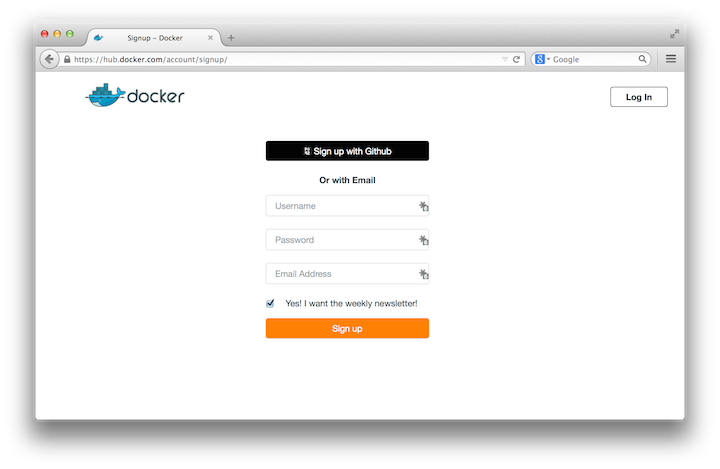 Signup - Docker
https://hub.docker.com/account/signup/
Google
docker
Log In
Sign up with Github
Or with Email
Username
Password
Email Address
Yes! I want the weekly newsletter!
Sign up